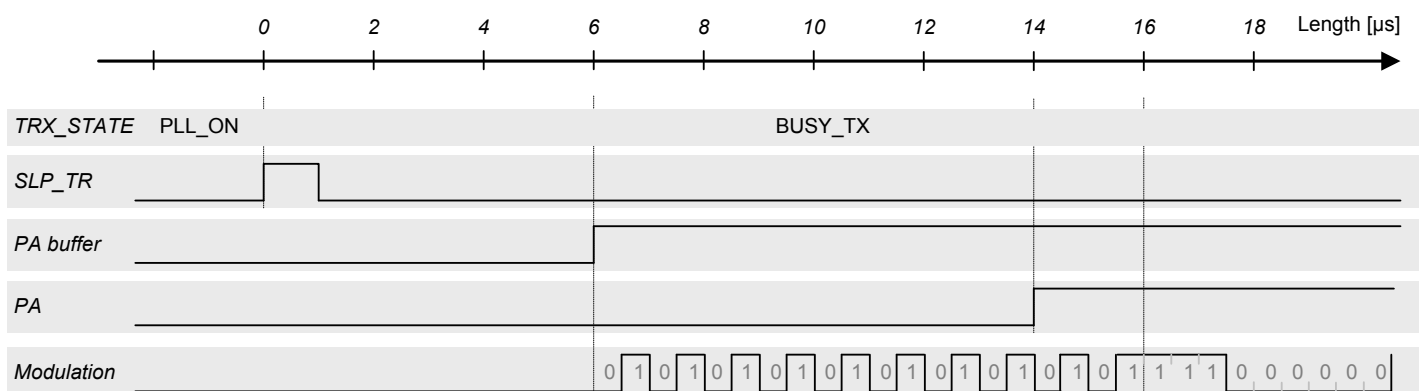 0 2 4 6 8 10 12 14 16 18 Length [µs]
TRX_STATE PLL_ON BUSY_TX
SLP_TR
PA buffer
PA
Modulation 0 1 0 1 0 1 0 1 0 1 0 1 0 1 0 1 0 1 0 1 1 1 1 0 0 0 0 0 0